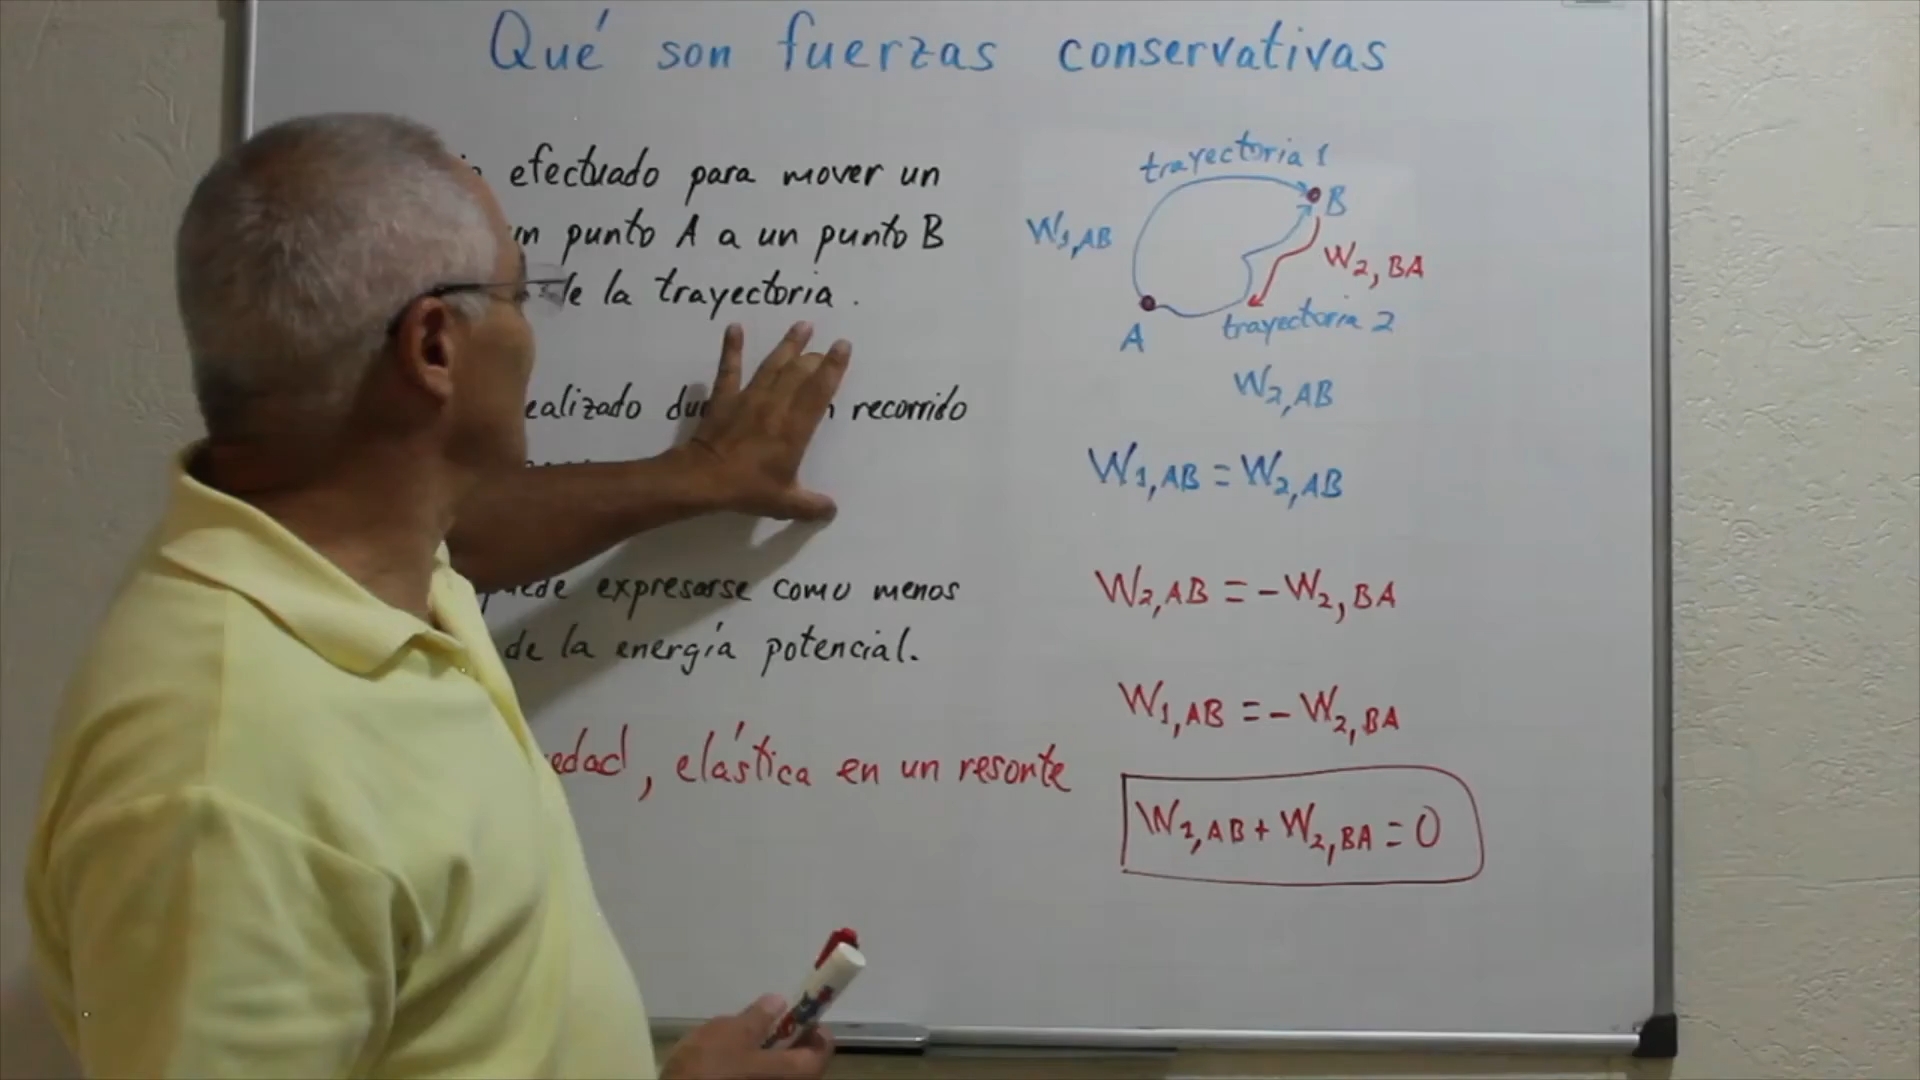 Qué son fuerzas conservativas
efectuado para mover un
un punto A a un punto B
de la trayectoria.
realizado recorrido
puede expresarse como menos
de la energía potencial.
, elástica en un resorte
trayectoria 1
B
W1,AB
W2,BA
trayectoria 2
A
W2,AB
W1,AB = W2,AB
W2,AB = -W2,BA
W1,AB = -W2,BA
W1,AB + W2,BA = 0